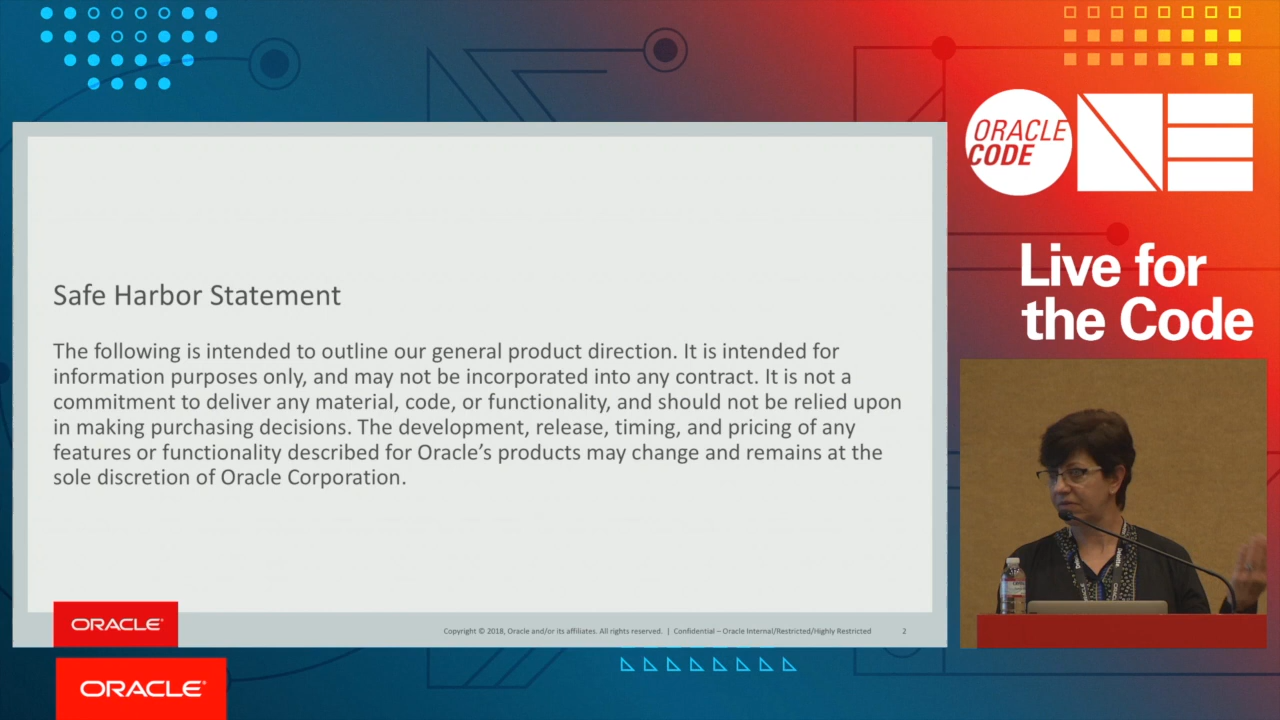 ORACLE
CODE
ONE
Live for
the Code
Safe Harbor Statement
The following is intended to outline our general product direction. It is intended for
information purposes only, and may not be incorporated into any contract. It is not a
commitment to deliver any material, code, or functionality, and should not be relied upon
in making purchasing decisions. The development, release, timing, and pricing of any
features or functionality described for Oracle’s products may change and remains at the
sole discretion of Oracle Corporation.
ORACLE®
Copyright © 2018, Oracle and/or its affiliates. All rights reserved. | Confidential – Oracle Internal/Restricted/Highly Restricted 2
ORACLE®